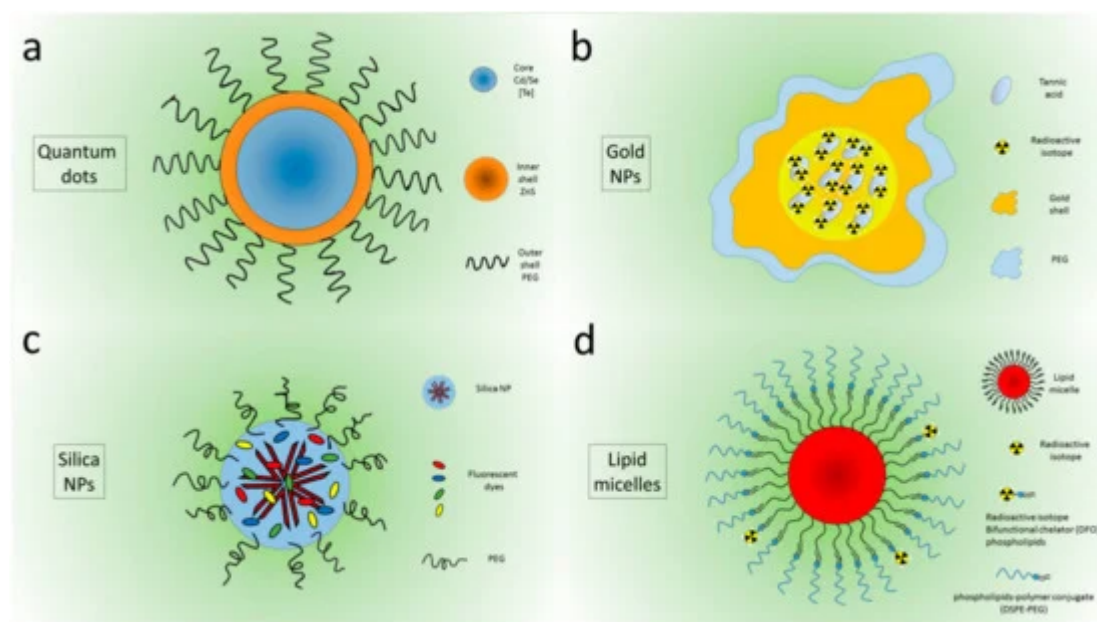 a
Quantum
dots
Core
Cd/Se
[Te]
Inner
shell
ZnS
Outer
shell
PEG
b
Gold
NPs
Tannic
acid
Radioactive
isotope
Gold
shell
PEG
c
Silica
NPs
Silica NP
Fluorescent
dyes
PEG
d
Lipid
micelles
Lipid
micelle
Radioactive
isotope
Radioactive isotope
Bifunctional chelator (DFO)
phospholipids
phospholipids-polymer conjugate
(DSPE-PEG)